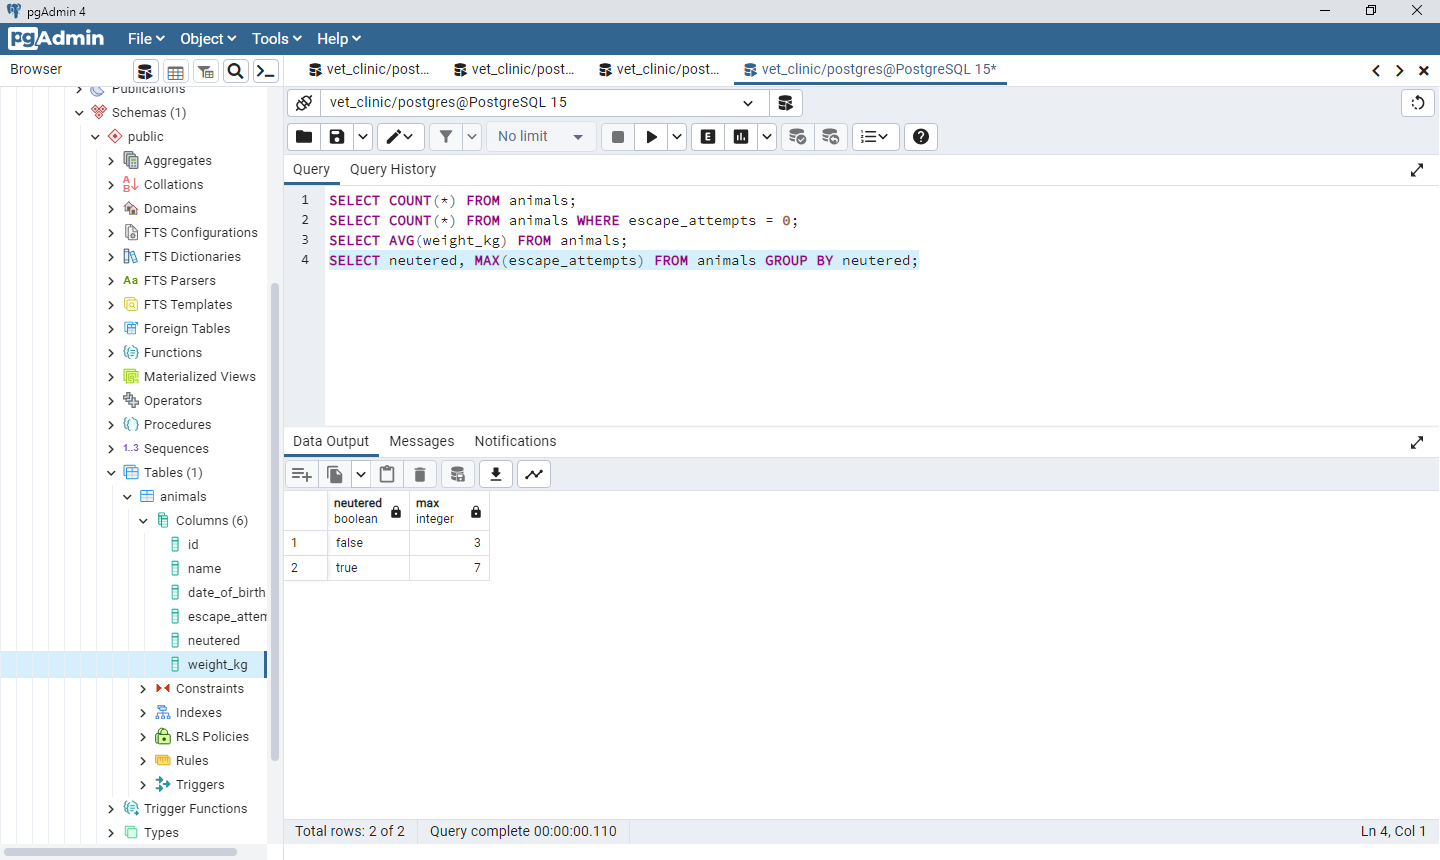 pgAdmin 4
pgAdmin File Object Tools Help
Browser
vet_clinic/post... vet_clinic/post... vet_clinic/post... vet_clinic/postgres@PostgreSQL 15*
vet_clinic/postgres@PostgreSQL 15
No limit
E
Query Query History
1 SELECT COUNT(*) FROM animals;
2 SELECT COUNT(*) FROM animals WHERE escape_attempts = 0;
3 SELECT AVG(weight_kg) FROM animals;
4 SELECT neutered, MAX(escape_attempts) FROM animals GROUP BY neutered;
Publications
Schemas (1)
public
Aggregates
Collations
Domains
FTS Configurations
FTS Dictionaries
Aa FTS Parsers
FTS Templates
Foreign Tables
Functions
Materialized Views
Operators
Procedures
1..3 Sequences
Tables (1)
animals
Columns (6)
id
name
date_of_birth
escape_attem
neutered
weight_kg
Constraints
Indexes
RLS Policies
Rules
Triggers
Trigger Functions
Types
Data Output Messages Notifications
neutered max
boolean integer
1 false 3
2 true 7
Total rows: 2 of 2 Query complete 00:00:00.110 Ln 4, Col 1